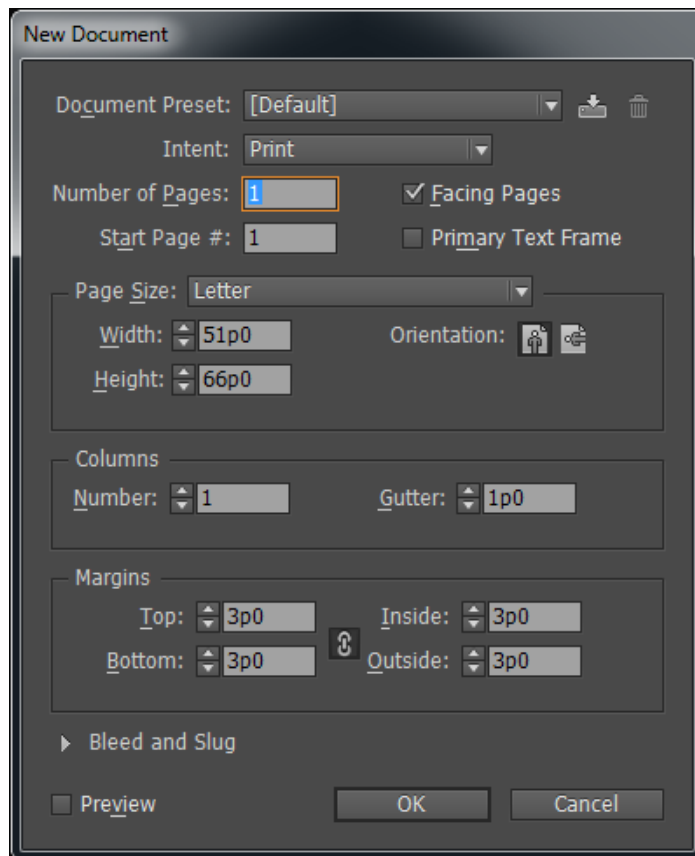 New Document
Document Preset: [Default]
Intent: Print
Number of Pages: 1 Facing Pages
Start Page #: 1 Primary Text Frame
Page Size: Letter
Width: 51p0 Orientation:
Height: 66p0
Columns
Number: 1 Gutter: 1p0
Margins
Top: 3p0 Inside: 3p0
Bottom: 3p0 Outside: 3p0
Bleed and Slug
Preview OK Cancel